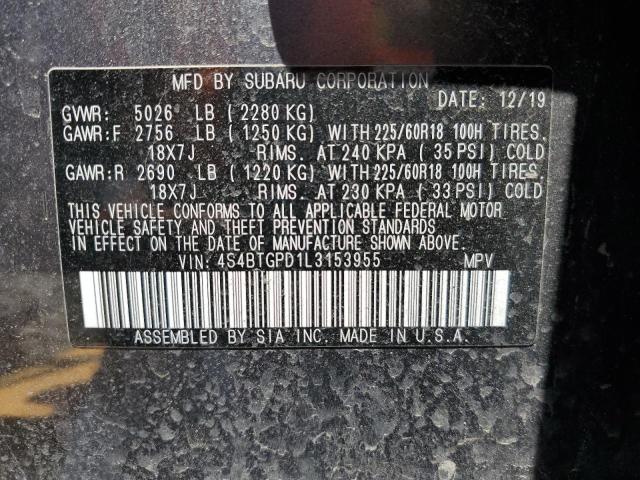 MFD BY SUBARU CORPORATION
DATE: 12/19
GVWR: 5026 LB ( 2280 KG)
GAWR:F 2756 LB ( 1250 KG) WITH 225/60R18 100H TIRES.
18X7J RIMS. AT 240 KPA ( 35 PSI) COLD
GAWR:R 2690 LB ( 1220 KG) WITH 225/60R18 100H TIRES.
18X7J RIMS. AT 230 KPA ( 33 PSI) COLD
THIS VEHICLE CONFORMS TO ALL APPLICABLE FEDERAL MOTOR
VEHICLE SAFETY AND THEFT PREVENTION STANDARDS
IN EFFECT ON THE DATE OF MANUFACTURE SHOWN ABOVE.
VIN: 4S4BTGPD1L3153955 MPV
ASSEMBLED BY SIA INC. MADE IN U.S.A.